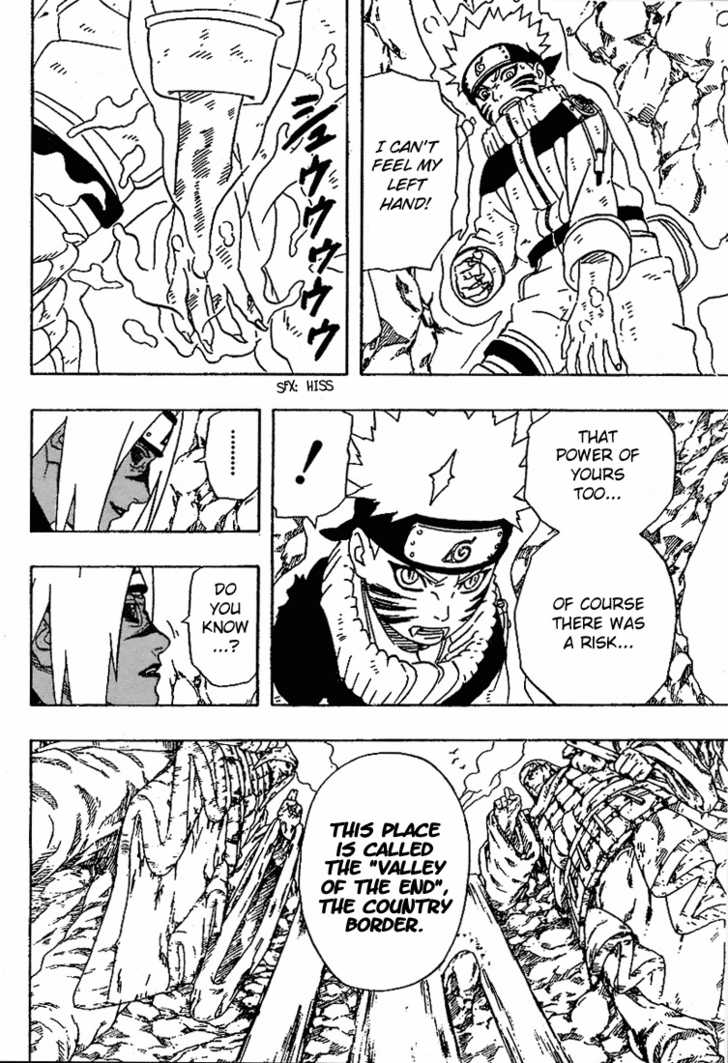 I CAN'T
FEEL MY
LEFT
HAND!
シュウウウウウウ
SFX: HISS
THAT
POWER OF
YOURS
TOO...
OF COURSE
THERE WAS
A RISK...
!
.........
DO
YOU
KNOW
...?
THIS PLACE
IS CALLED
THE "VALLEY
OF THE END",
THE COUNTRY
BORDER.